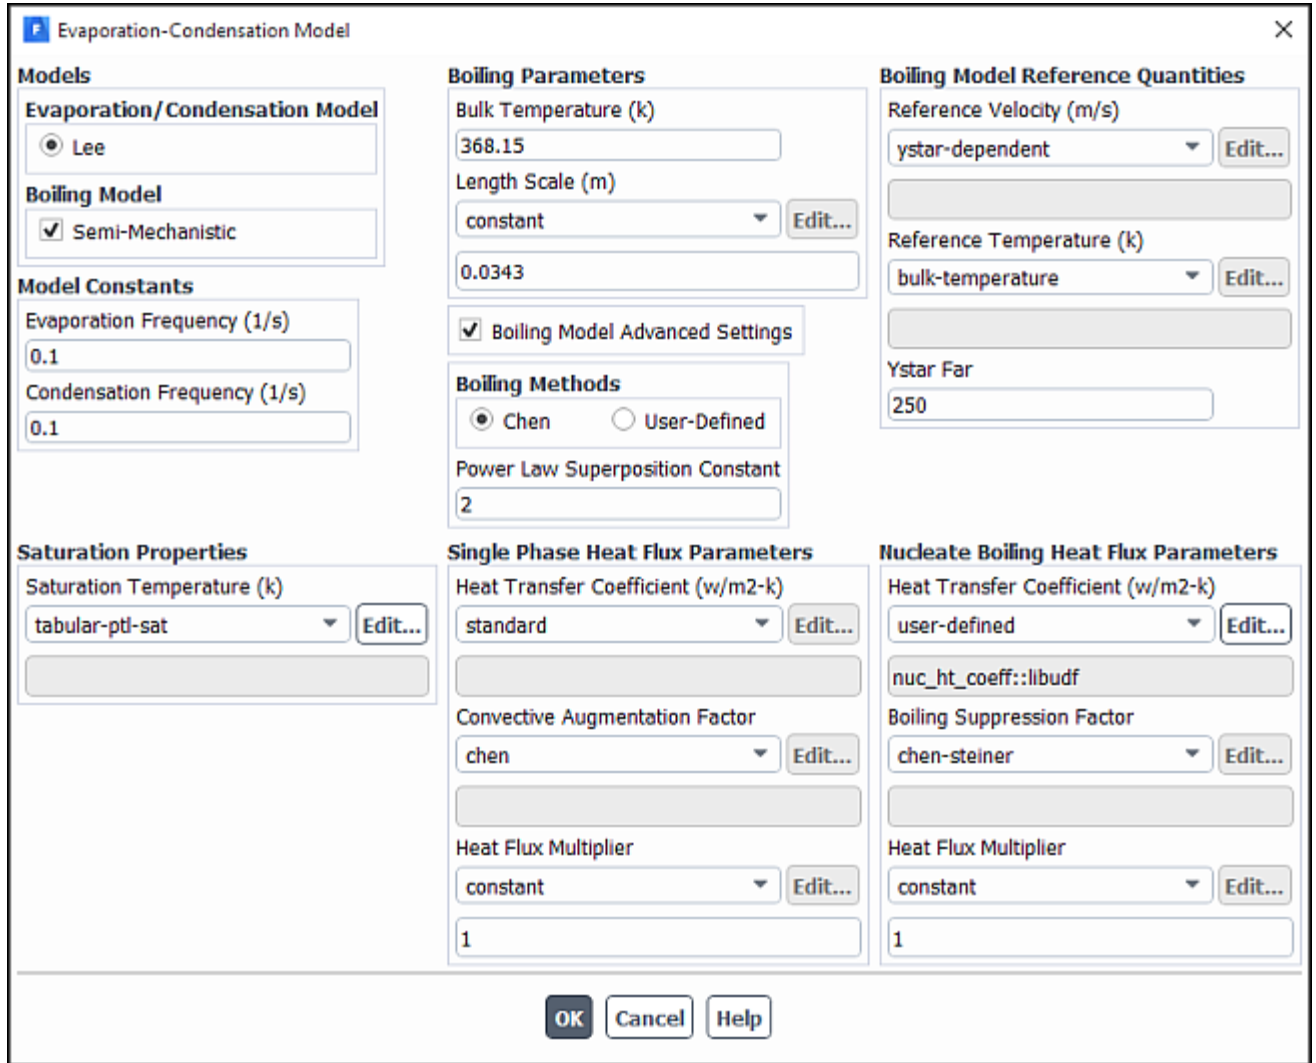 F Evaporation-Condensation Model
Models
Evaporation/Condensation Model
Lee
Boiling Model
Semi-Mechanistic
Model Constants
Evaporation Frequency (1/s)
0.1
Condensation Frequency (1/s)
0.1
Boiling Parameters
Bulk Temperature (k)
368.15
Length Scale (m)
constant Edit...
0.0343
Boiling Model Advanced Settings
Boiling Methods
Chen User-Defined
Power Law Superposition Constant
2
Boiling Model Reference Quantities
Reference Velocity (m/s)
ystar-dependent Edit...
Reference Temperature (k)
bulk-temperature Edit...
Ystar Far
250
Saturation Properties
Saturation Temperature (k)
tabular-ptl-sat Edit...
Single Phase Heat Flux Parameters
Heat Transfer Coefficient (w/m2-k)
standard Edit...
Convective Augmentation Factor
chen Edit...
Heat Flux Multiplier
constant Edit...
1
Nucleate Boiling Heat Flux Parameters
Heat Transfer Coefficient (w/m2-k)
user-defined Edit...
nuc_ht_coeff::libudf
Boiling Suppression Factor
chen-steiner Edit...
Heat Flux Multiplier
constant Edit...
1
OK Cancel Help